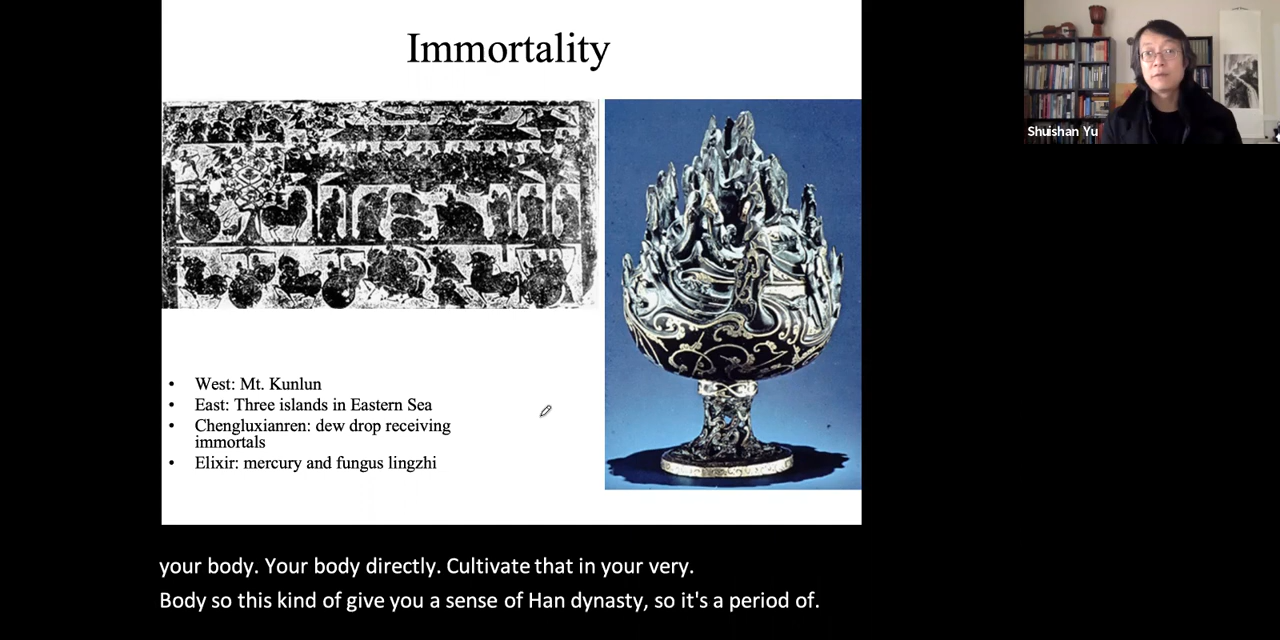 Immortality
Shuishan Yu
• West: Mt. Kunlun
• East: Three islands in Eastern Sea
• Chengluxianren: dew drop receiving
immortals
• Elixir: mercury and fungus lingzhi
your body. Your body directly. Cultivate that in your very.
Body so this kind of give you a sense of Han dynasty, so it's a period of.